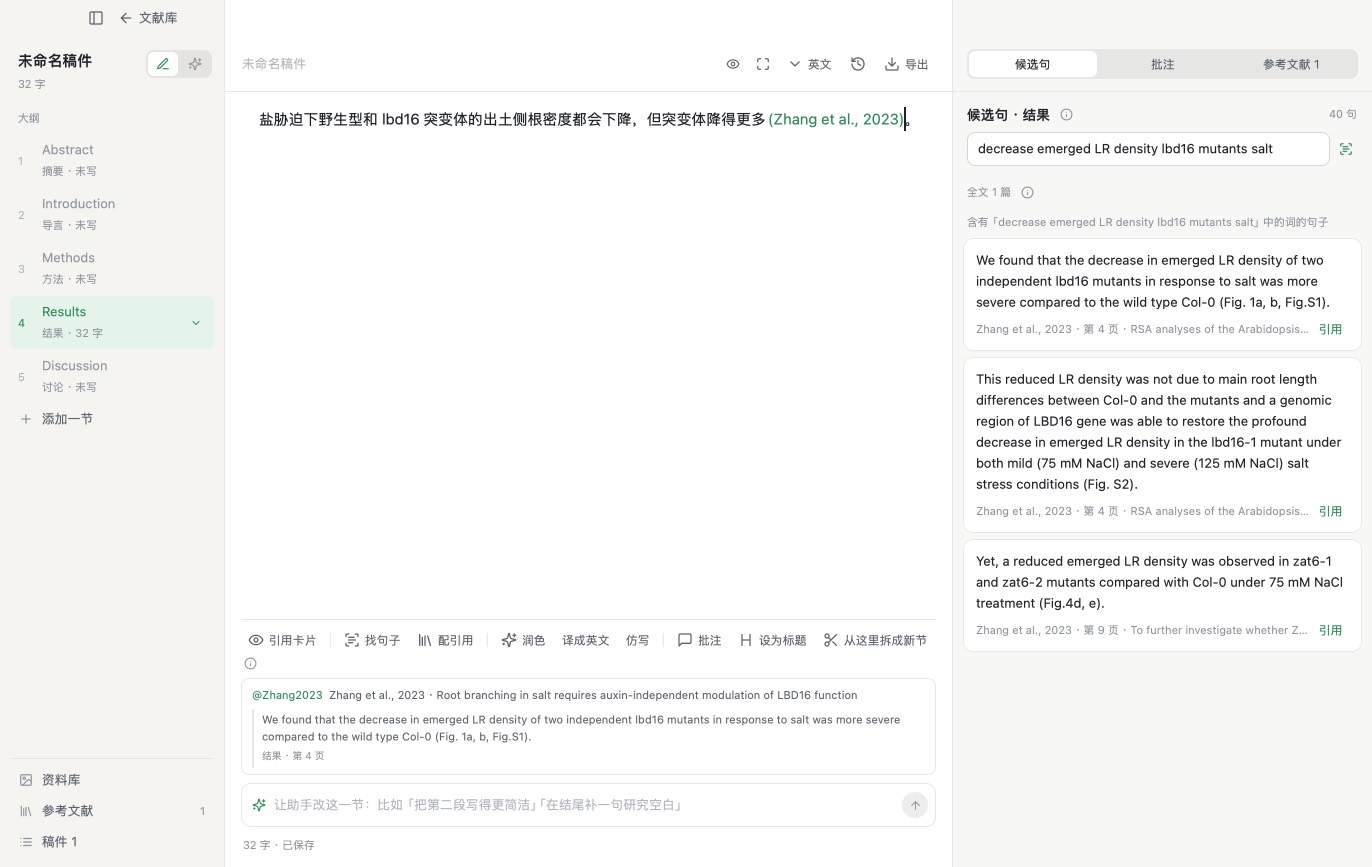 文献库
未命名稿件
32 字
大纲
1
Abstract
摘要 · 未写
2
Introduction
导言 · 未写
3
Methods
方法 · 未写
4
Results
结果 · 32 字
5
Discussion
讨论 · 未写
添加一节
资料库
参考文献 1
稿件 1
未命名稿件
英文
导出
盐胁迫下野生型和 lbd16 突变体的出土侧根密度都会下降，但突变体降得更多 (Zhang et al., 2023)。
引用卡片 找句子 配引用 润色 译成英文 仿写 批注 设为标题 从这里拆成新节
@Zhang2023 Zhang et al., 2023 · Root branching in salt requires auxin-independent modulation of LBD16 function
We found that the decrease in emerged LR density of two independent lbd16 mutants in response to salt was more severe
compared to the wild type Col-0 (Fig. 1a, b, Fig.S1).
结果 · 第 4 页
让助手改这一节：比如「把第二段写得更简洁」「在结尾补一句研究空白」
32 字 · 已保存
候选句 批注 参考文献 1
候选句 · 结果 40 句
decrease emerged LR density lbd16 mutants salt
全文 1 篇
含有「decrease emerged LR density lbd16 mutants salt」中的词的句子
We found that the decrease in emerged LR density of two
independent lbd16 mutants in response to salt was more
severe compared to the wild type Col-0 (Fig. 1a, b, Fig.S1).
Zhang et al., 2023 · 第 4 页 · RSA analyses of the Arabidopsis... 引用
This reduced LR density was not due to main root length
differences between Col-0 and the mutants and a genomic
region of LBD16 gene was able to restore the profound
decrease in emerged LR density in the lbd16-1 mutant under
both mild (75 mM NaCl) and severe (125 mM NaCl) salt
stress conditions (Fig. S2).
Zhang et al., 2023 · 第 4 页 · RSA analyses of the Arabidopsis... 引用
Yet, a reduced emerged LR density was observed in zat6-1
and zat6-2 mutants compared with Col-0 under 75 mM NaCl
treatment (Fig.4d, e).
Zhang et al., 2023 · 第 9 页 · To further investigate whether Z... 引用